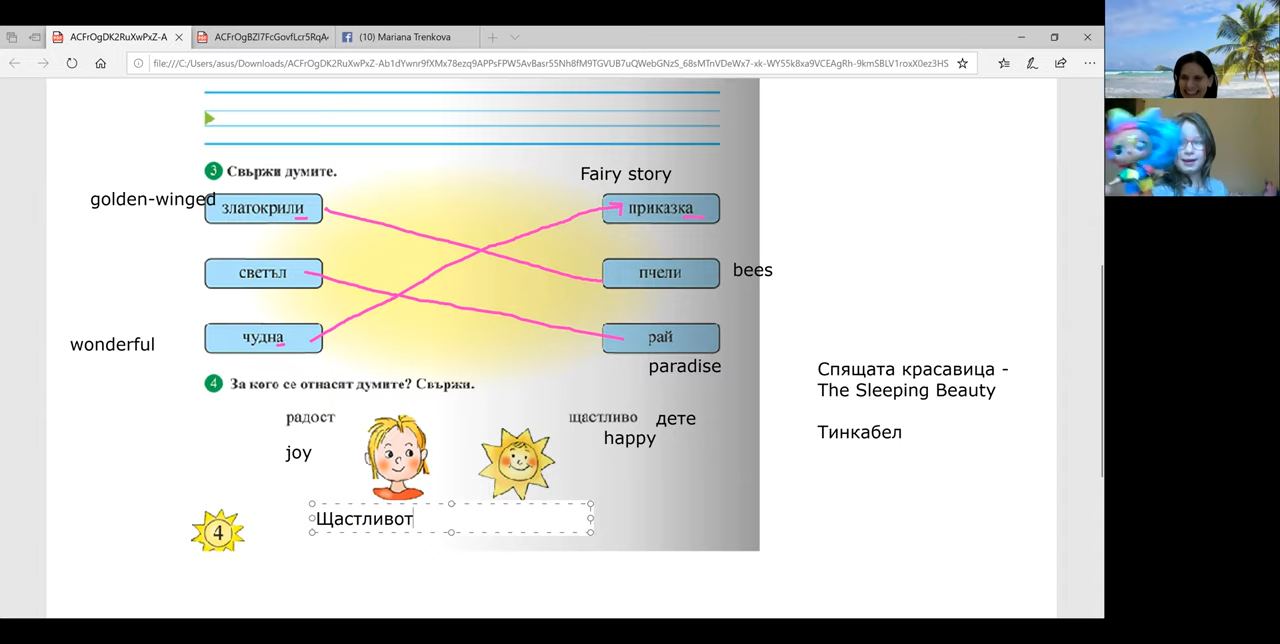 ACFrOgDK2RuXwPxZ-A
ACFrOgBZl7FcGovfLcr5RqA
(10) Mariana Trenkova
3 Свържи думите.
Fairy story
golden-winged
златокрили
приказка
светъл
пчели
bees
чудна
рай
wonderful
paradise
4 За кого се отнасят думите? Свържи.
радост
щастливо
дете
joy
happy
Щастливот
4
Спящата красавица -
The Sleeping Beauty
Тинкабел